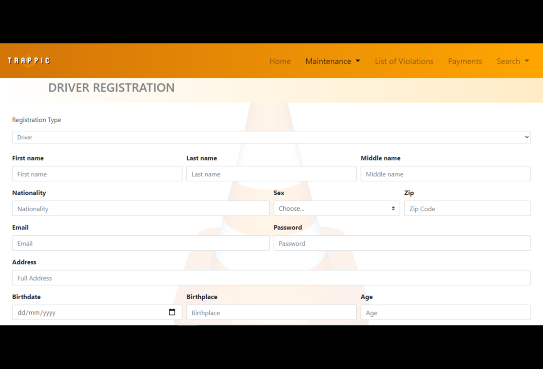 TRAPPIC Home Maintenance List of Violations Payments Search
DRIVER REGISTRATION
Registration Type
Driver
First name Last name Middle name
First name Last name Middle name
Nationality Sex Zip
Nationality Choose... Zip Code
Email Password
Email Password
Address
Full Address
Birthdate Birthplace Age
dd/mm/yyyy Birthplace Age